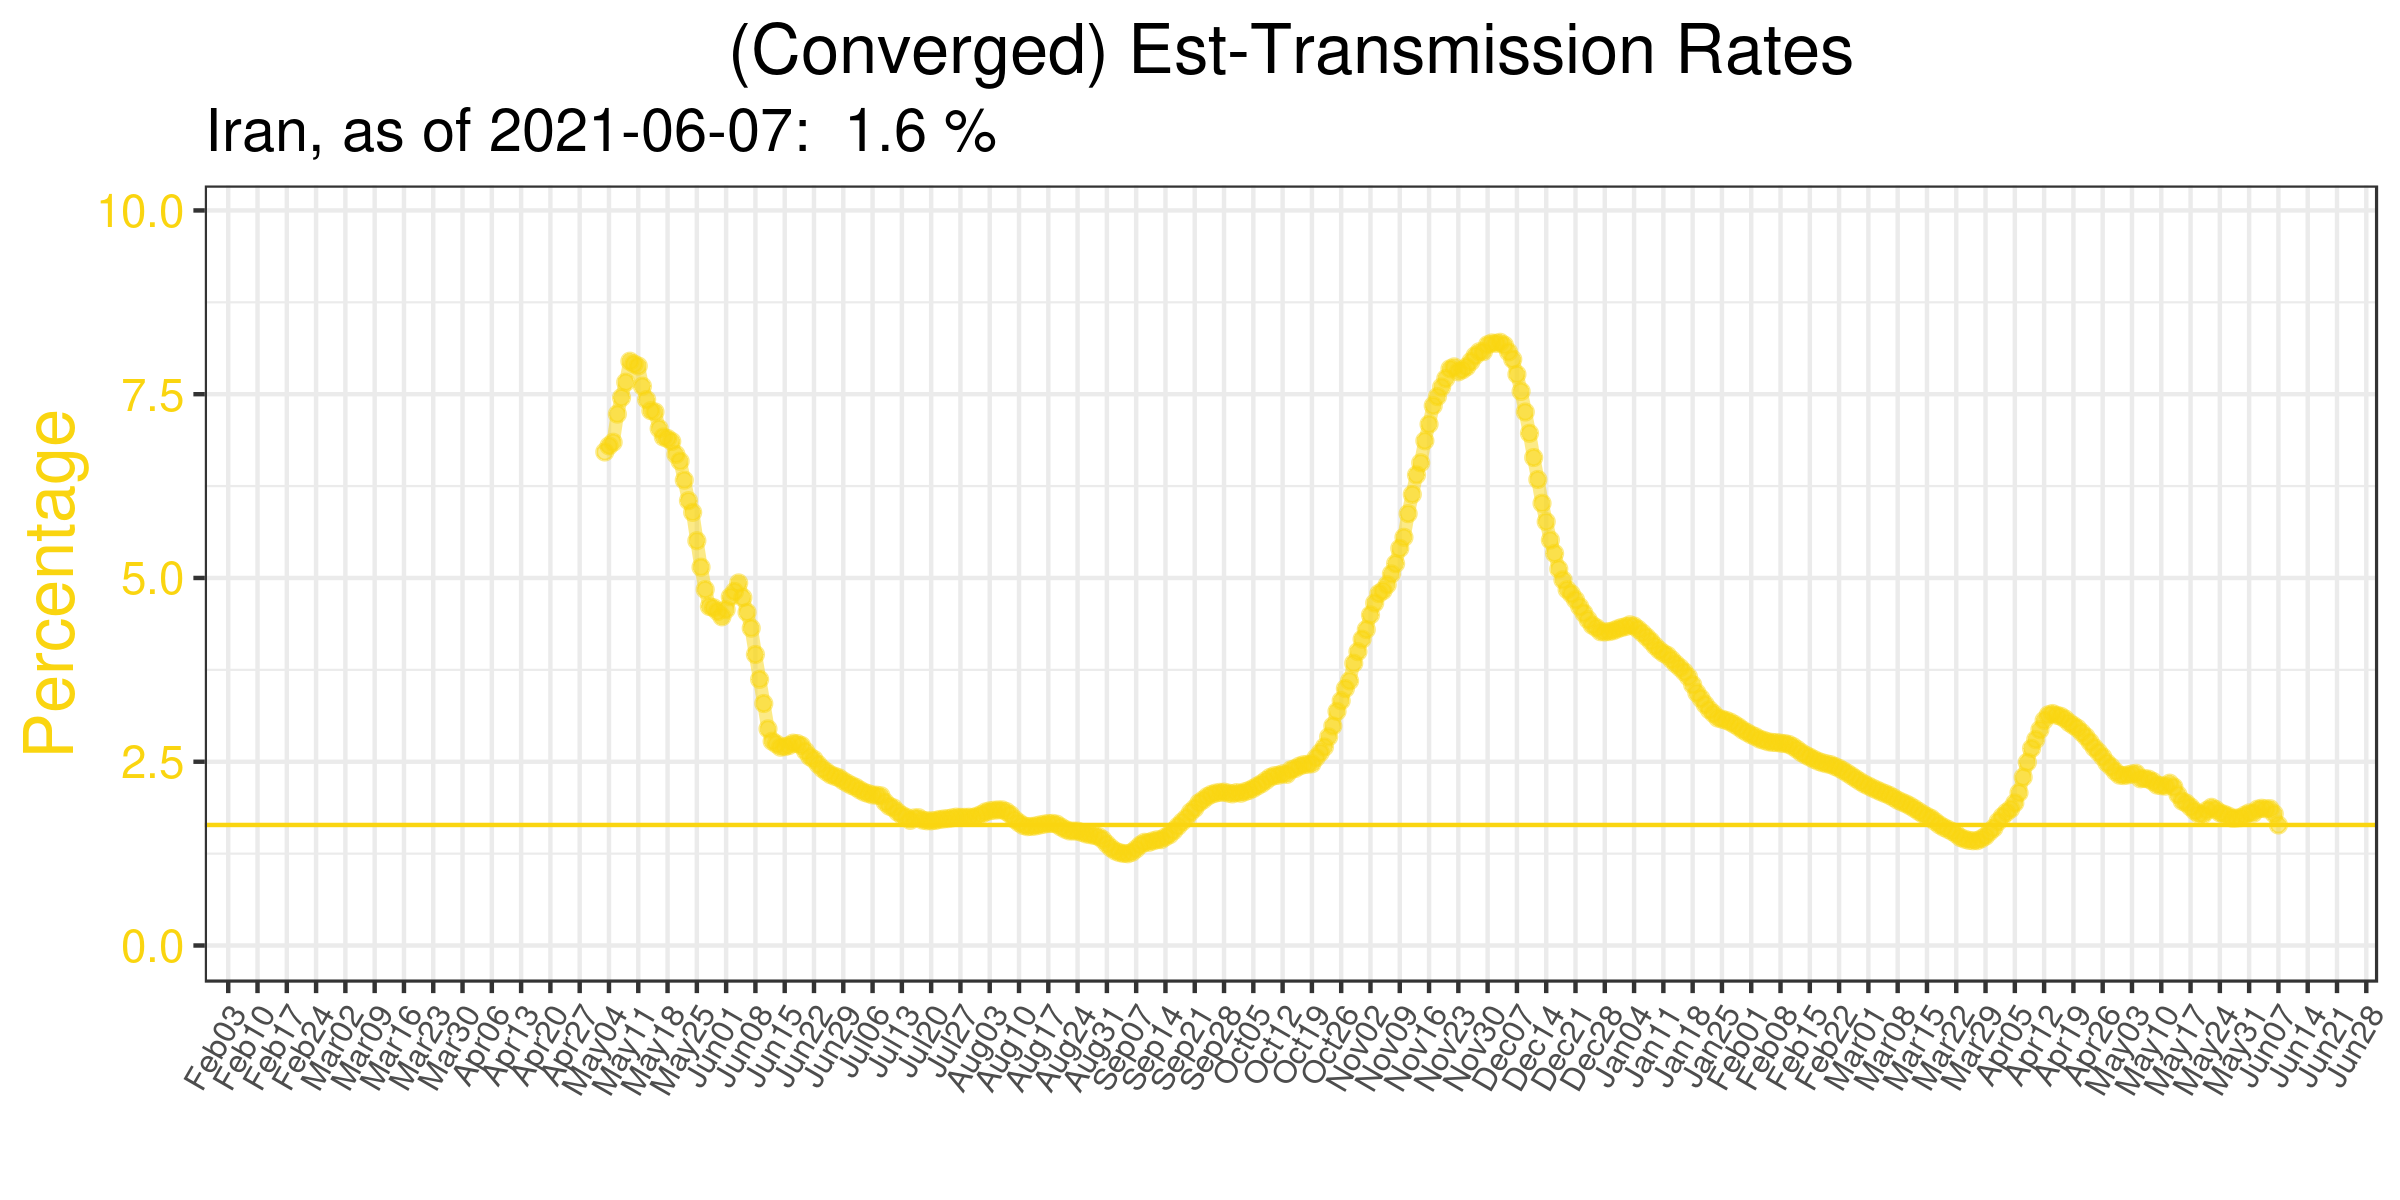 (Converged) Est-Transmission Rates
Iran, as of 2021-06-07:  1.6 %
Percentage
10.0
7.5
5.0
2.5
0.0
Feb03
Feb10
Feb17
Feb24
Mar02
Mar09
Mar16
Mar23
Mar30
Apr06
Apr13
Apr20
Apr27
May04
May11
May18
May25
Jun01
Jun08
Jun15
Jun22
Jun29
Jul06
Jul13
Jul20
Jul27
Aug03
Aug10
Aug17
Aug24
Aug31
Sep07
Sep14
Sep21
Sep28
Oct05
Oct12
Oct19
Oct26
Nov02
Nov09
Nov16
Nov23
Nov30
Dec07
Dec14
Dec21
Dec28
Jan04
Jan11
Jan18
Jan25
Feb01
Feb08
Feb15
Feb22
Mar01
Mar08
Mar15
Mar22
Mar29
Apr05
Apr12
Apr19
Apr26
May03
May10
May17
May24
May31
Jun07
Jun14
Jun21
Jun28